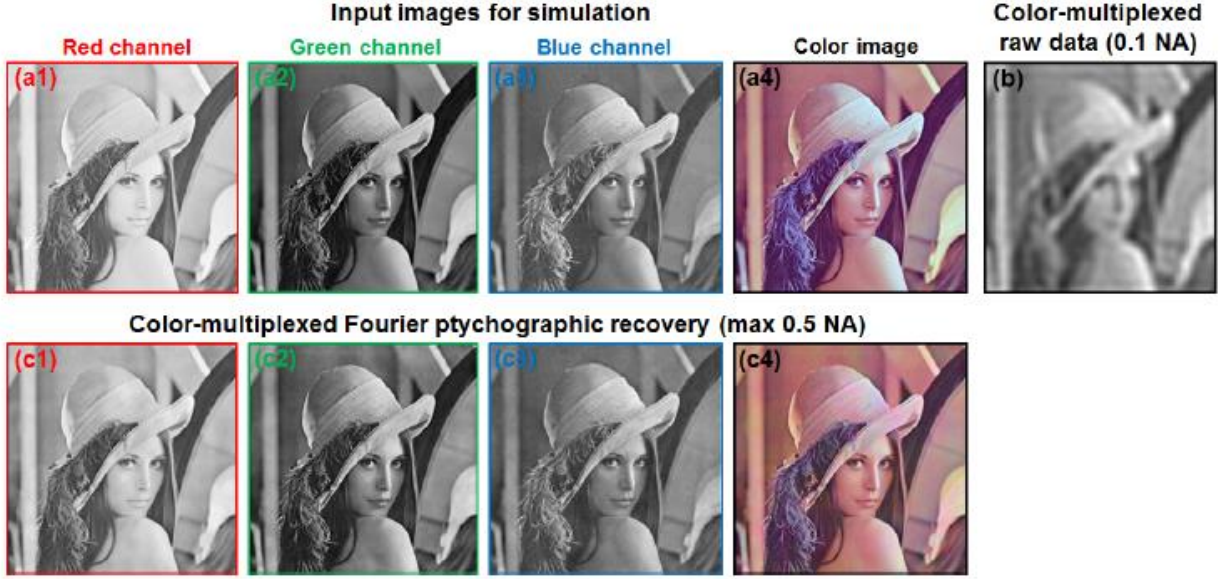 Input images for simulation
Color-multiplexed
raw data (0.1 NA)
Red channel
Green channel
Blue channel
Color image
(a1)
(a2)
(a3)
(a4)
(b)
Color-multiplexed Fourier ptychographic recovery (max 0.5 NA)
(c1)
(c2)
(c3)
(c4)